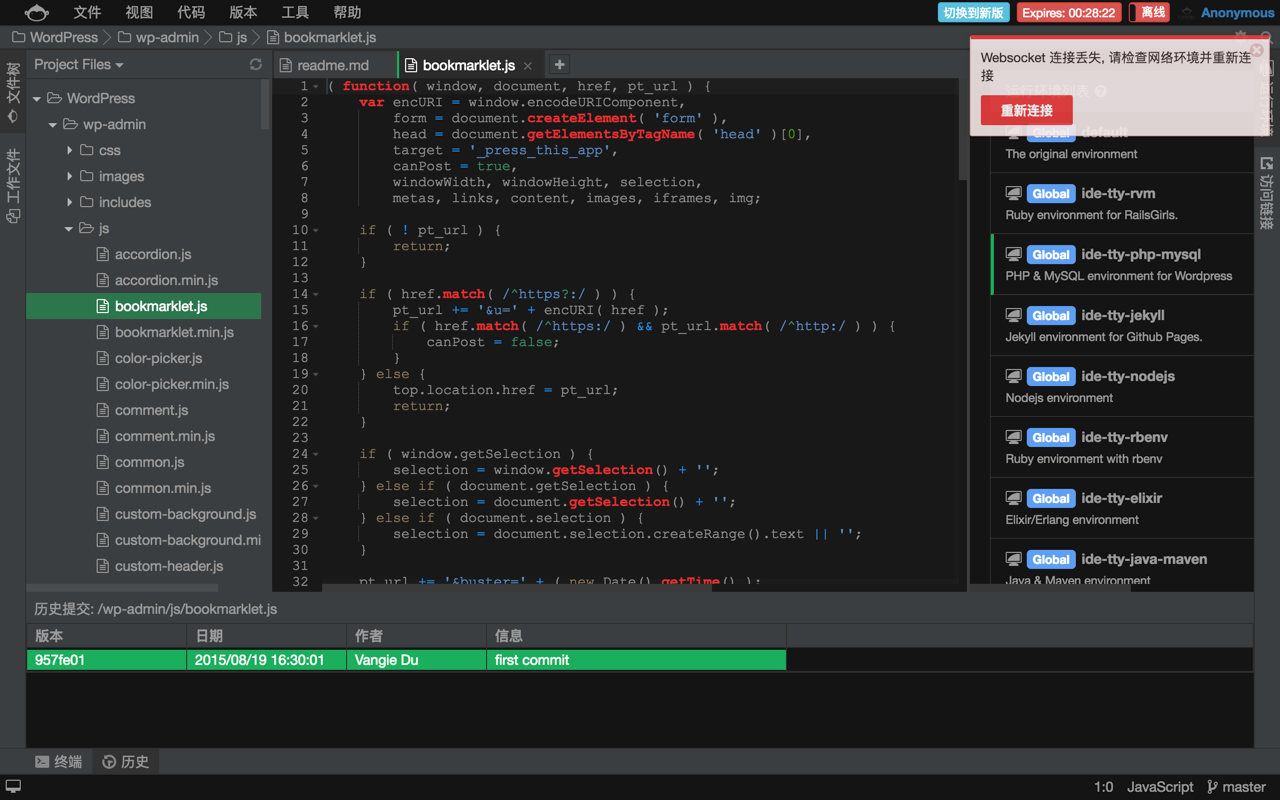 文件 视图 代码 版本 工具 帮助 切换到新版 Expires: 00:28:22 离线 Anonymous
WordPress wp-admin js bookmarklet.js
文件树
工作文件
Project Files
WordPress
wp-admin
css
images
includes
js
accordion.js
accordion.min.js
bookmarklet.js
bookmarklet.min.js
color-picker.js
color-picker.min.js
comment.js
comment.min.js
common.js
common.min.js
custom-background.js
custom-background.mi
custom-header.js
readme.md bookmarklet.js
1 ( function( window, document, href, pt_url ) {
2 var encURI = window.encodeURIComponent,
3 form = document.createElement( 'form' ),
4 head = document.getElementsByTagName( 'head' )[0],
5 target = '_press_this_app',
6 canPost = true,
7 windowWidth, windowHeight, selection,
8 metas, links, content, images, iframes, img;
9
10 if ( ! pt_url ) {
11 return;
12 }
13
14 if ( href.match( /^https?:/ ) ) {
15 pt_url += '&u=' + encURI( href );
16 if ( href.match( /^https:/ ) && pt_url.match( /^http:/ ) ) {
17 canPost = false;
18 }
19 } else {
20 top.location.href = pt_url;
21 return;
22 }
23
24 if ( window.getSelection ) {
25 selection = window.getSelection() + '';
26 } else if ( document.getSelection ) {
27 selection = document.getSelection() + '';
28 } else if ( document.selection ) {
29 selection = document.selection.createRange().text || '';
30 }
31
32 pt_url += '&buster=' + ( new Date().getTime() );
Websocket 连接丢失, 请检查网络环境并重新连
接
重新连接
Global default
The original environment
Global ide-tty-rvm
Ruby environment for RailsGirls.
Global ide-tty-php-mysql
PHP & MySQL environment for Wordpress
Global ide-tty-jekyll
Jekyll environment for Github Pages.
Global ide-tty-nodejs
Nodejs environment
Global ide-tty-rbenv
Ruby environment with rbenv
Global ide-tty-elixir
Elixir/Erlang environment
Global ide-tty-java-maven
Java & Maven environment
访问链接
历史提交: /wp-admin/js/bookmarklet.js
版本 日期 作者 信息
957fe01 2015/08/19 16:30:01 Vangie Du first commit
终端 历史
1:0 JavaScript master